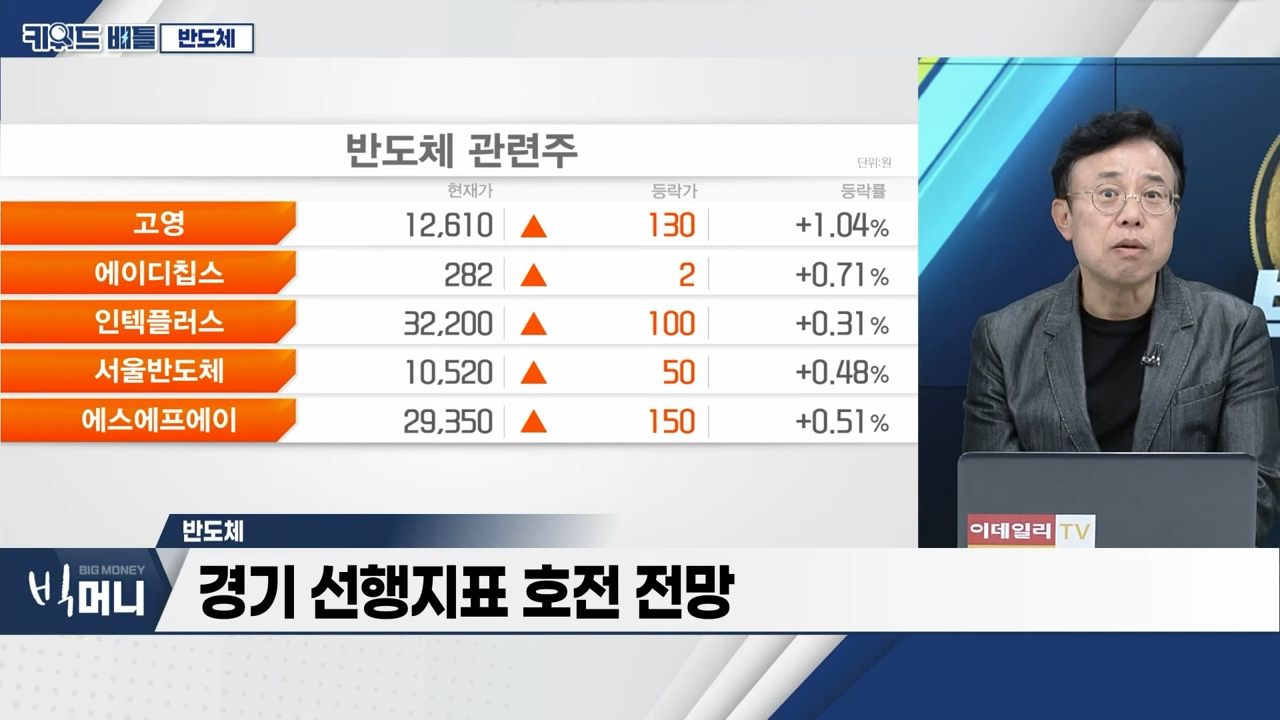 키워드 배틀 반도체
반도체 관련주
단위:원
현재가 등락가 등락률
고영 12,610 ▲ 130 +1.04%
에이디칩스 282 ▲ 2 +0.71%
인텍플러스 32,200 ▲ 100 +0.31%
서울반도체 10,520 ▲ 50 +0.48%
에스에프에이 29,350 ▲ 150 +0.51%
이데일리 TV
반도체
BIG MONEY
빅머니
경기 선행지표 호전 전망